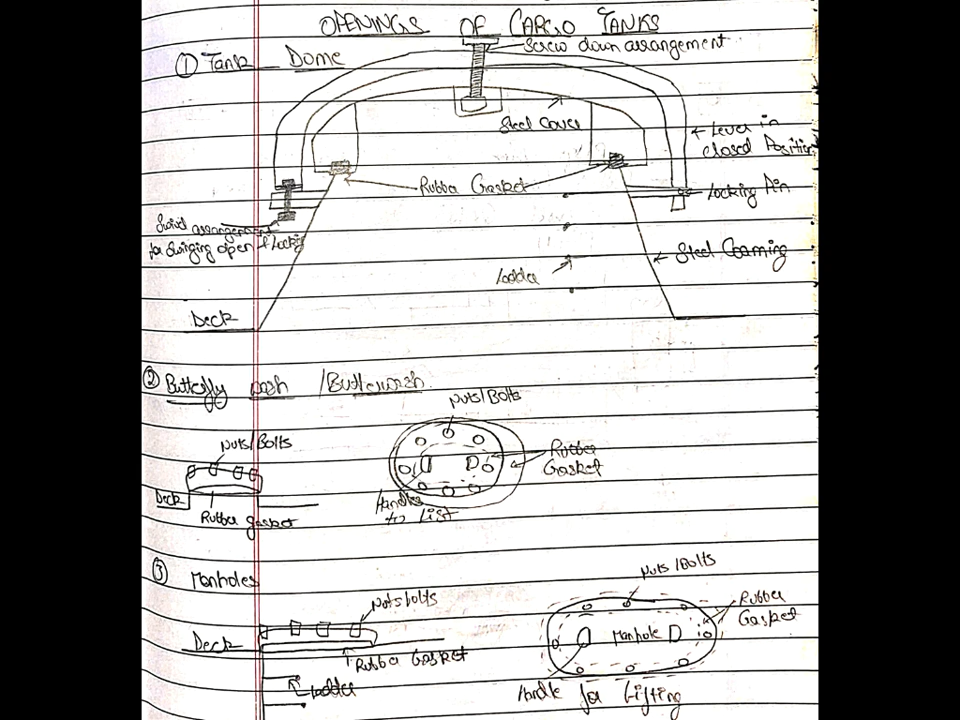 OPENINGS OF CARGO TANKS
① Tank Dome
Screw down arrangement
Steel Cover
Lever in
closed Position
Rubber Gasket
Locking Pin
Swivel arrangement
for swinging open & Locking
Steel Coaming
Ladder
Deck
② Butterfly wash /Butterwash
Nuts/Bolts
Nuts/Bolts
Rubber
Gasket
Deck
Rubber gasket
Handles
to List
③ Manholes
Nuts/Bolts
Nuts/bolts
Rubber
Gasket
Deck
Manhole
Rubber Gasket
Ladder
Handle for Lifting